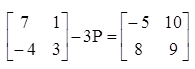 [ 7 1 ] − 3P = [ −5 10 ]
[ −4 3 ] [ 8 9 ]